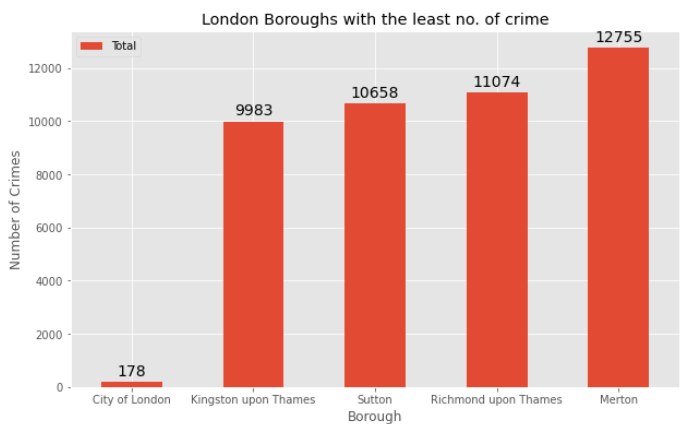 London Boroughs with the least no. of crime
Total
12755
11074
10658
9983
178
12000
10000
8000
6000
4000
2000
0
Number of Crimes
City of London Kingston upon Thames Sutton Richmond upon Thames Merton
Borough